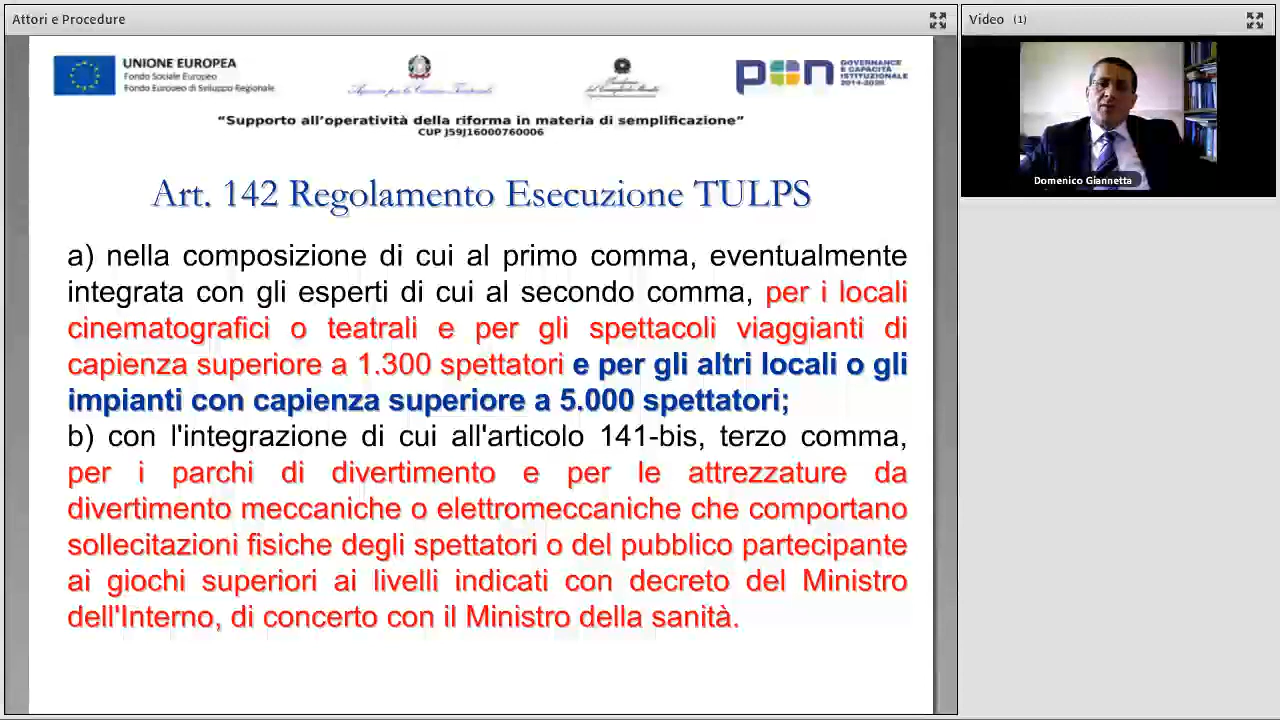 Attori e Procedure
Video (1)
UNIONE EUROPEA
Fondo Sociale Europeo
Fondo Europeo di Sviluppo Regionale
Agenzia per la Coesione Territoriale
pon
GOVERNANCE
E CAPACITÀ
ISTITUZIONALE
2014-2020
“Supporto all’operatività della riforma in materia di semplificazione”
CUP J59J16000760006
Domenico Giannetta
Art. 142 Regolamento Esecuzione TULPS
a) nella composizione di cui al primo comma, eventualmente
integrata con gli esperti di cui al secondo comma, per i locali
cinematografici o teatrali e per gli spettacoli viaggianti di
capienza superiore a 1.300 spettatori e per gli altri locali o gli
impianti con capienza superiore a 5.000 spettatori;
b) con l'integrazione di cui all'articolo 141-bis, terzo comma,
per i parchi di divertimento e per le attrezzature da
divertimento meccaniche o elettromeccaniche che comportano
sollecitazioni fisiche degli spettatori o del pubblico partecipante
ai giochi superiori ai livelli indicati con decreto del Ministro
dell'Interno, di concerto con il Ministro della sanità.